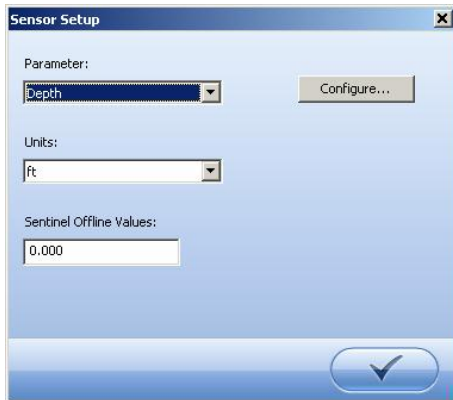 Sensor Setup
Parameter:
Depth
Configure...
Units:
ft
Sentinel Offline Values:
0.000